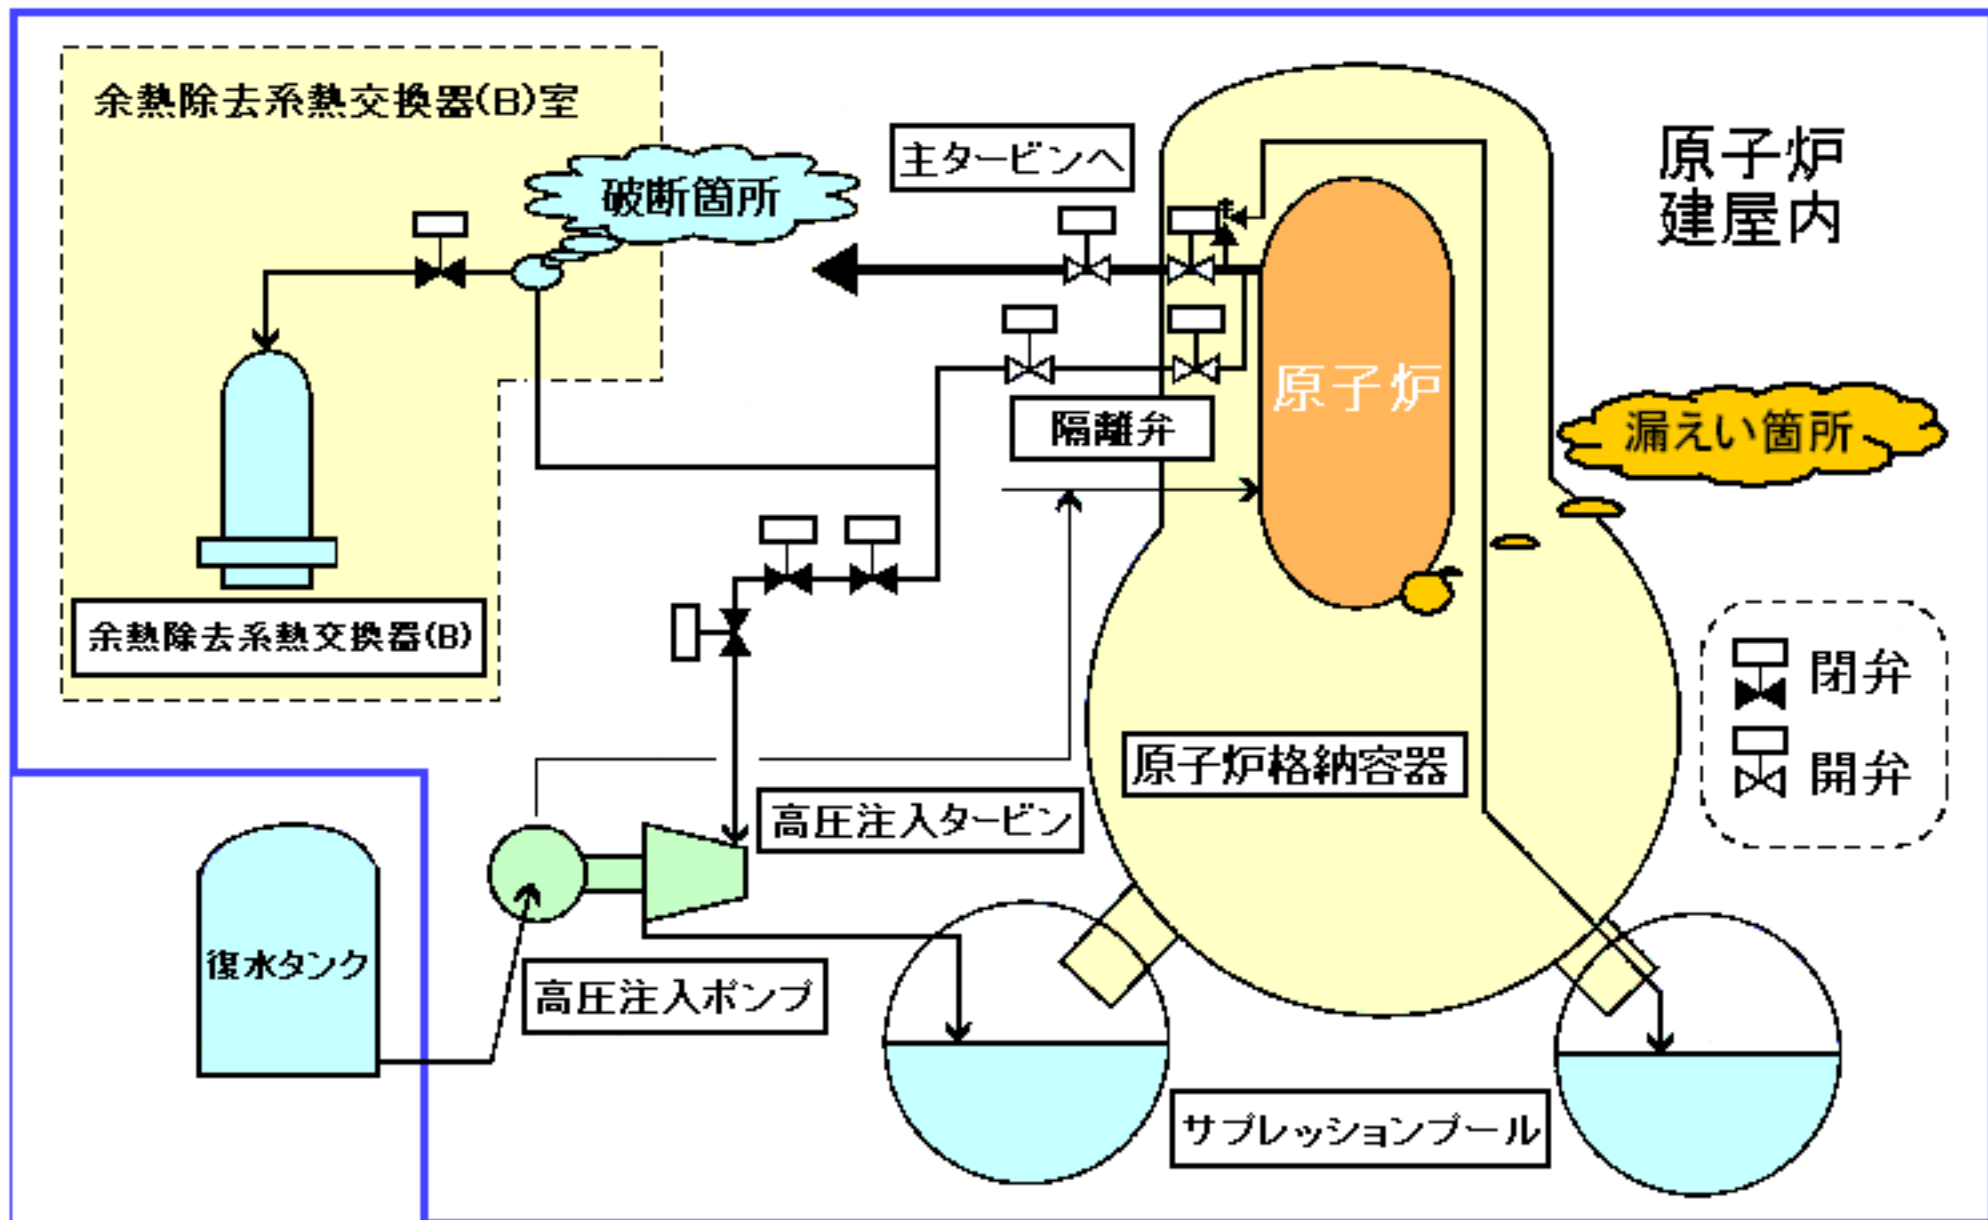 余熱除去系熱交換器(B)室
破断箇所
主タービンへ
原子炉
建屋内
原子炉
隔離弁
漏えい箇所
余熱除去系熱交換器(B)
閉弁
開弁
原子炉格納容器
高圧注入タービン
復水タンク
高圧注入ポンプ
サプレッションプール